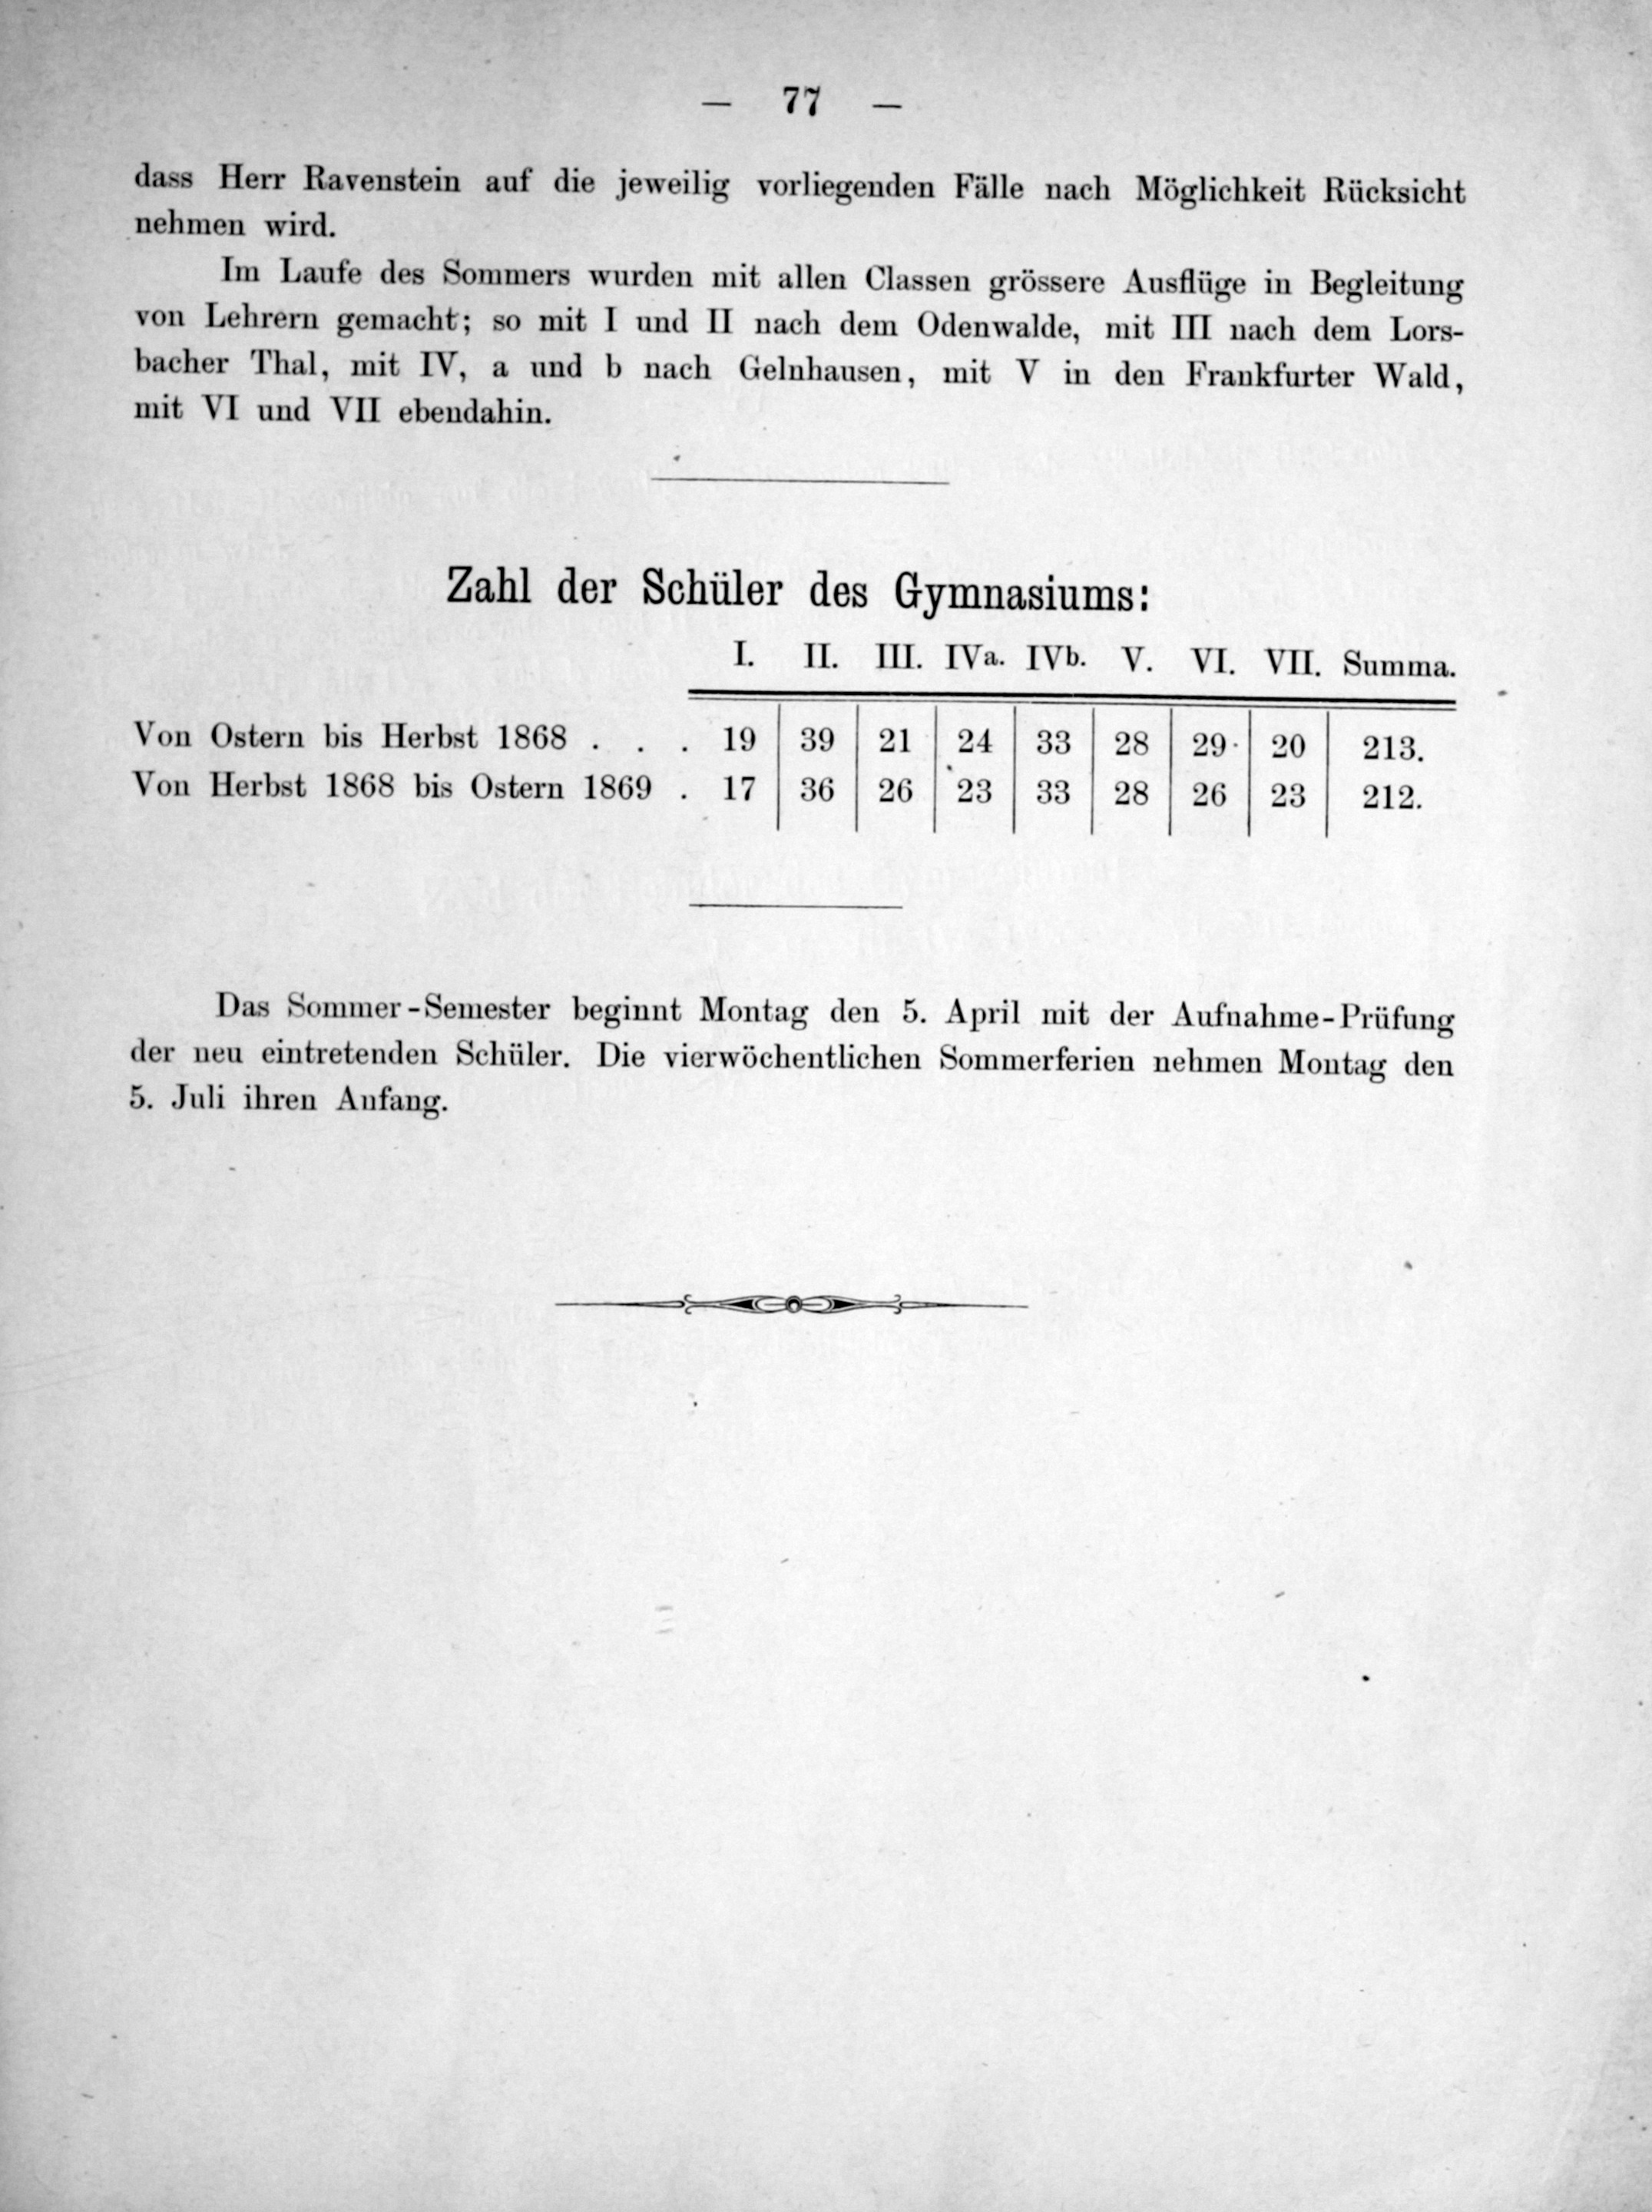 — 77 —
dass Herr Ravenstein auf die jeweilig vorliegenden Fälle nach Möglichkeit Rücksicht
nehmen wird.
Im Laufe des Sommers wurden mit allen Classen grössere Ausflüge in Begleitung
von Lehrern gemacht; so mit I und II nach dem Odenwalde, mit III nach dem Lors-
bacher Thal, mit IV, a und b nach Gelnhausen, mit V in den Frankfurter Wald,
mit VI und VII ebendahin.
Zahl der Schüler des Gymnasiums:
I. II. III. IVa. IVb. V. VI. VII. Summa.
Von Ostern bis Herbst 1868 . . . 19 39 21 24 33 28 29 20 213.
Von Herbst 1868 bis Ostern 1869 . 17 36 26 23 33 28 26 23 212.
Das Sommer-Semester beginnt Montag den 5. April mit der Aufnahme-Prüfung
der neu eintretenden Schüler. Die vierwöchentlichen Sommerferien nehmen Montag den
5. Juli ihren Anfang.